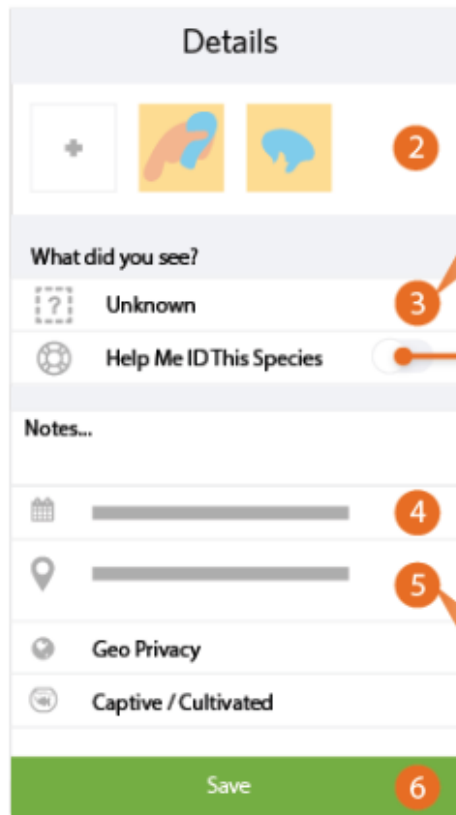 Details
2
What did you see?
?
Unknown
3
Help Me ID This Species
Notes...
4
5
Geo Privacy
Captive / Cultivated
Save
6